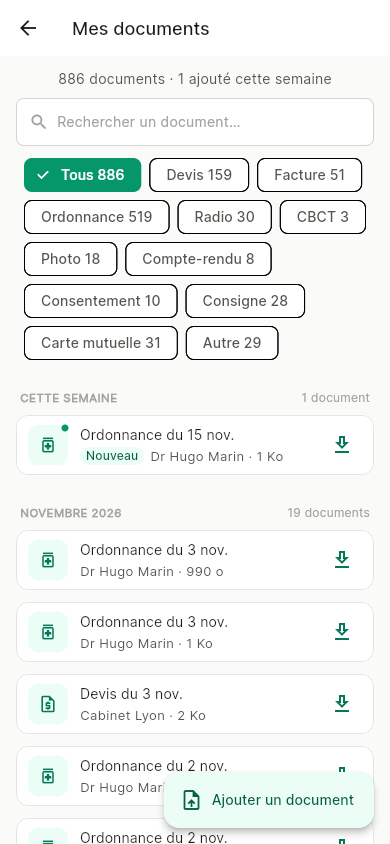 Mes documents
886 documents · 1 ajouté cette semaine
Rechercher un document...
Tous 886
Devis 159
Facture 51
Ordonnance 519
Radio 30
CBCT 3
Photo 18
Compte-rendu 8
Consentement 10
Consigne 28
Carte mutuelle 31
Autre 29
CETTE SEMAINE
1 document
Ordonnance du 15 nov.
Nouveau Dr Hugo Marin · 1 Ko
NOVEMBRE 2026
19 documents
Ordonnance du 3 nov.
Dr Hugo Marin · 990 o
Ordonnance du 3 nov.
Dr Hugo Marin · 1 Ko
Devis du 3 nov.
Cabinet Lyon · 2 Ko
Ordonnance du 2 nov.
Dr Hugo
Ajouter un document
Ordonnance du 2 nov.